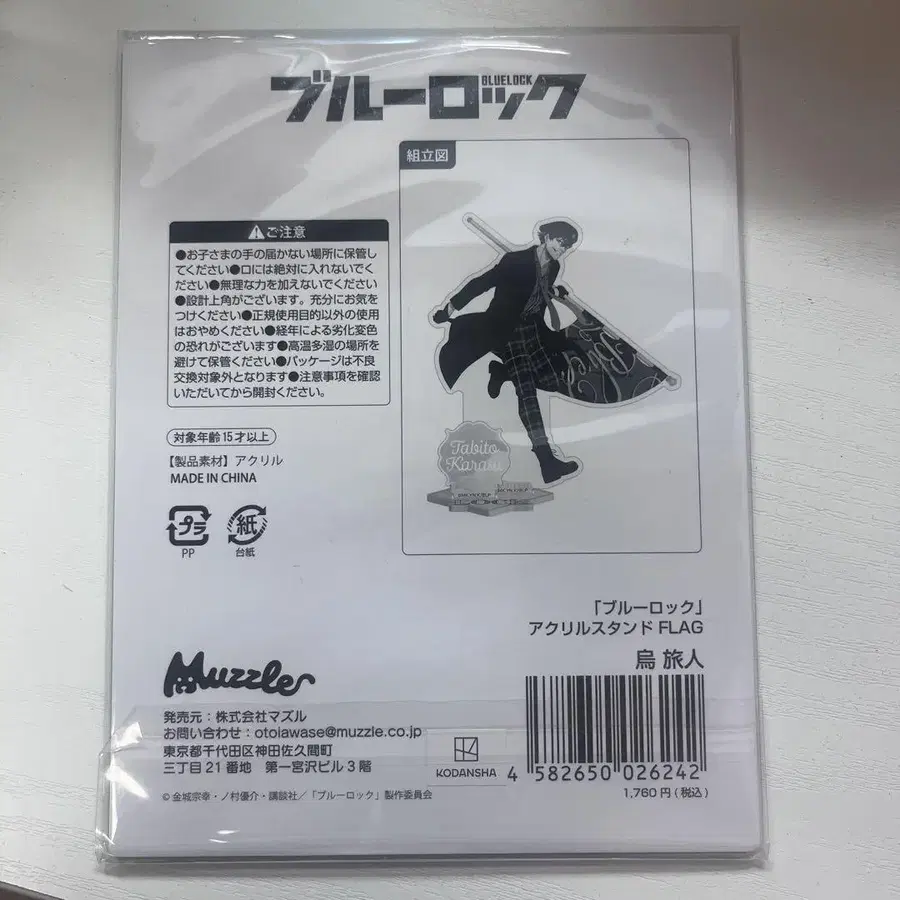 ブルーロック
BLUELOCK
組立図
ご注意
●お子さまの手の届かない場所に保管し
てください●口には絶対に入れないでく
ださい●無理な力を加えないでください
●設計上角がございます。充分にお気を
つけください●正規使用目的以外の使用
はおやめください●経年による劣化変色
の恐れがございます●高温多湿の場所を
避けて保管ください●パッケージは不良
交換対象外となります●注意事項を確認
いただいてから開封ください。
Tabito
Karasu
対象年齢15才以上
【製品素材】アクリル
MADE IN CHINA
プラ
PP
紙
台紙
「ブルーロック」
アクリルスタンド FLAG
烏 旅人
Muzzle
発売元：株式会社マズル
お問い合わせ：otoiawase@muzzle.co.jp
東京都千代田区神田佐久間町
三丁目21番地 第一宮沢ビル3階
KODANSHA
4 582650 026242
1,760円(税込)
© 金城宗幸・ノ村優介・講談社／「ブルーロック」製作委員会